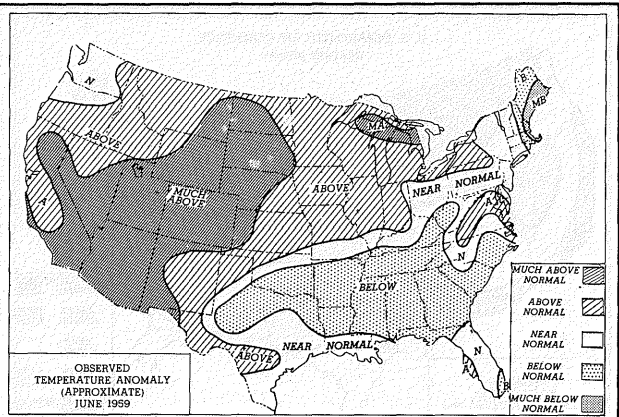 N
B
MB
MA
ABOVE
MUCH
ABOVE
ABOVE
NEAR NORMAL
A
A
N
BELOW
NEAR NORMAL
ABOVE
N
A
B
MUCH ABOVE
NORMAL
ABOVE
NORMAL
NEAR
NORMAL
BELOW
NORMAL
MUCH BELOW
NORMAL
OBSERVED
TEMPERATURE ANOMALY
(APPROXIMATE)
JUNE 1959